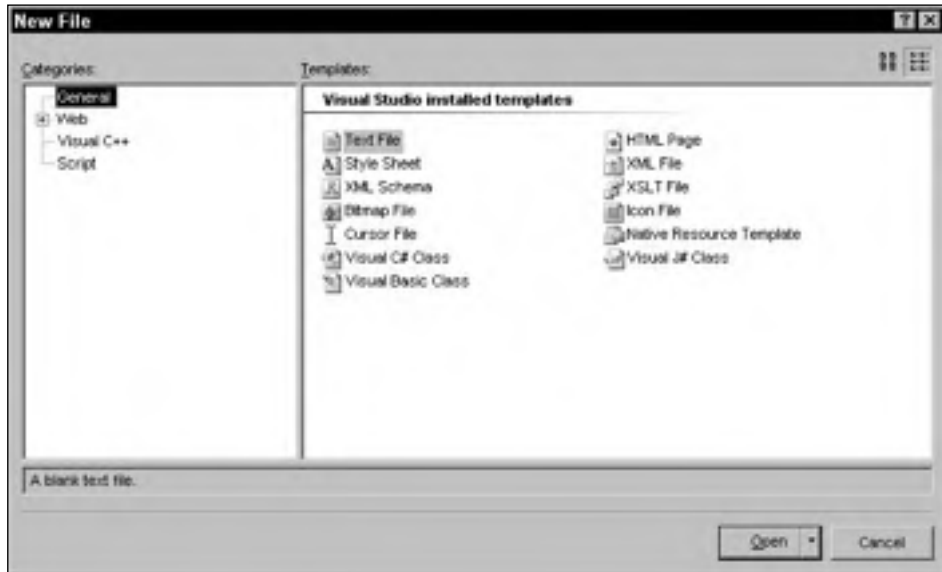 New File
Categories:
Templates:
General
Web
Visual C++
Script
Visual Studio installed templates
Text File
Style Sheet
XML Schema
Bitmap File
Cursor File
Visual C# Class
Visual Basic Class
HTML Page
XML File
XSLT File
Icon File
Native Resource Template
Visual J# Class
A blank text file.
Open
Cancel